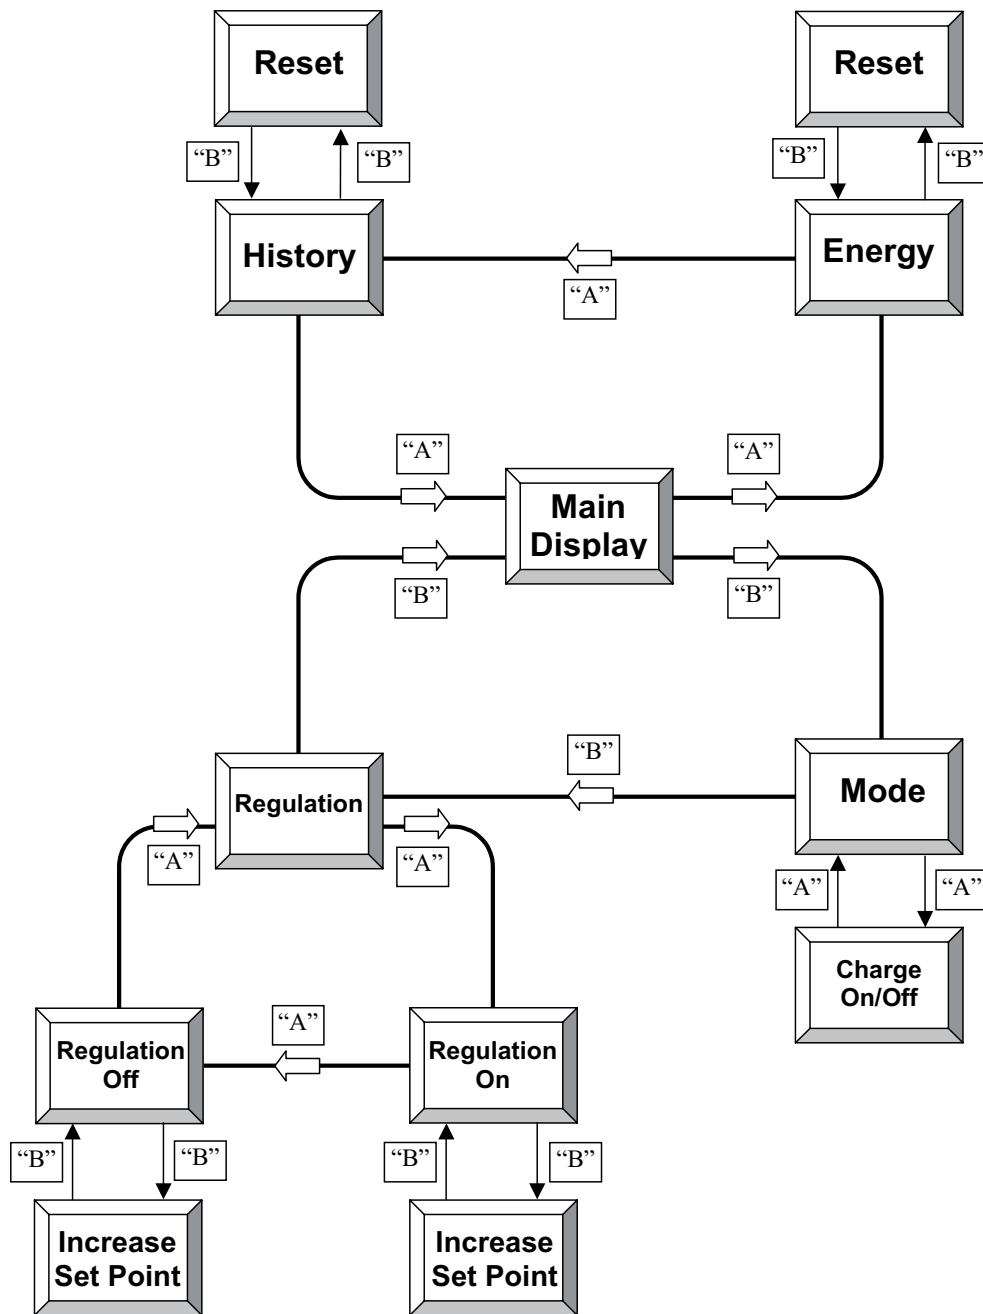 Reset
Reset
“B”
“B”
“B”
“B”
History
Energy
“A”
“A”
“A”
Main
Display
“B”
“B”
“B”
Regulation
Mode
“A”
“A”
“A”
“A”
Charge
On/Off
“A”
Regulation
Off
Regulation
On
“B”
“B”
“B”
“B”
Increase
Set Point
Increase
Set Point